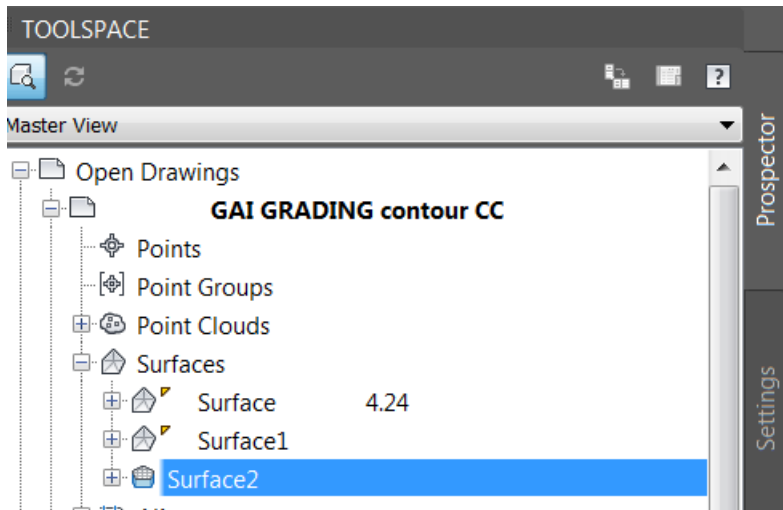 TOOLSPACE
?
Master View
Open Drawings
GAI GRADING contour CC
Points
Point Groups
Point Clouds
Surfaces
Surface 4.24
Surface1
Surface2
Prospector
Settings